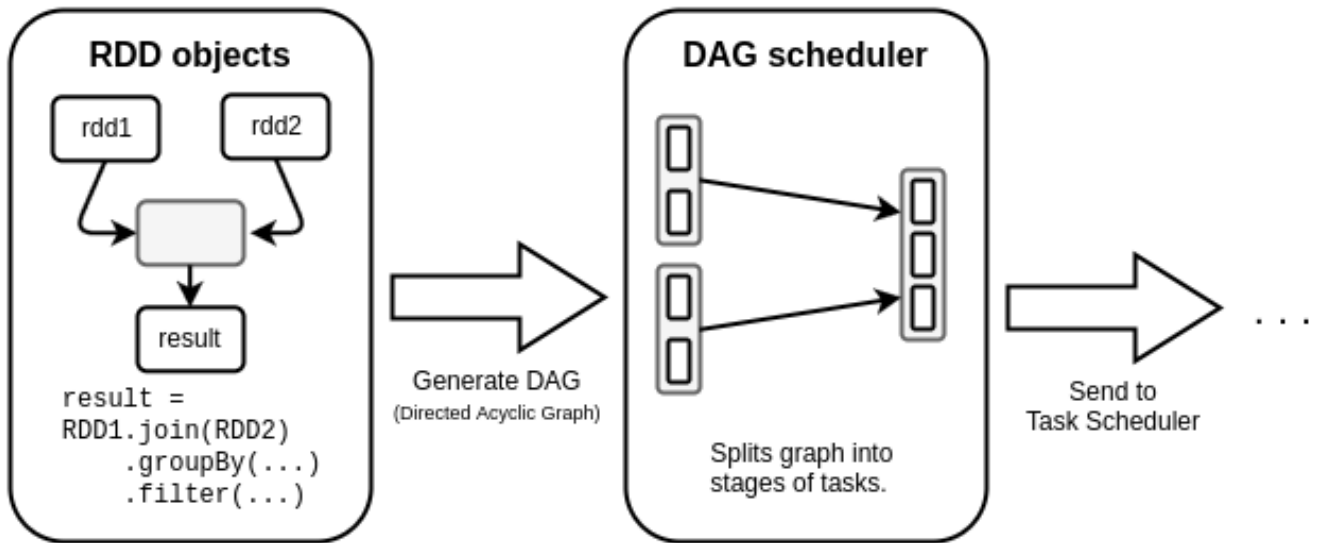 RDD objects
rdd1
rdd2
result
result =
RDD1.join(RDD2)
.groupBy(...)
.filter(...)
Generate DAG
(Directed Acyclic Graph)
DAG scheduler
Splits graph into
stages of tasks.
Send to
Task Scheduler
. . .